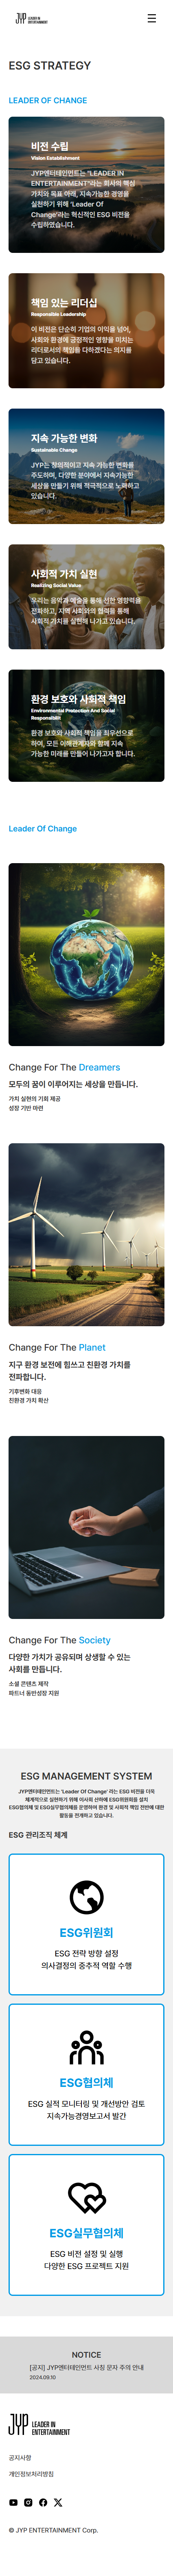 JYP LEADER IN ENTERTAINMENT
ESG STRATEGY
LEADER OF CHANGE
비전 수립
Vision Establishment
JYP엔터테인먼트는 "LEADER IN
ENTERTAINMENT"라는 회사의 핵심
가치와 목표 아래, 지속가능한 경영을
실천하기 위해 'Leader Of
Change'라는 혁신적인 ESG 비전을
수립하였습니다.
책임 있는 리더십
Responsible Leadership
이 비전은 단순히 기업의 이익을 넘어,
사회와 환경에 긍정적인 영향을 미치는
리더로서의 책임을 다하겠다는 의지를
담고 있습니다.
지속 가능한 변화
Sustainable Change
JYP는 창의적이고 지속 가능한 변화를
주도하며, 다양한 분야에서 지속가능한
세상을 만들기 위해 적극적으로 노력하고
있습니다.
사회적 가치 실현
Realizing Social Value
우리는 음악과 예술을 통해 선한 영향력을
전파하고, 지역 사회와의 협력을 통해
사회적 가치를 실현해 나가고 있습니다.
환경 보호와 사회적 책임
Environmental Protection And Social
Responsibilit
환경 보호와 사회적 책임을 최우선으로
하여, 모든 이해관계자와 함께 지속
가능한 미래를 만들어 나가고자 합니다.
Leader Of Change
Change For The Dreamers
모두의 꿈이 이루어지는 세상을 만듭니다.
가치 실현의 기회 제공
성장 기반 마련
Change For The Planet
지구 환경 보전에 힘쓰고 친환경 가치를
전파합니다.
기후변화 대응
친환경 가치 확산
Change For The Society
다양한 가치가 공유되며 상생할 수 있는
사회를 만듭니다.
소셜 콘텐츠 제작
파트너 동반성장 지원
ESG MANAGEMENT SYSTEM
JYP엔터테인먼트는 'Leader Of Change' 라는 ESG 비전을 더욱
체계적으로 실현하기 위해 이사회 산하에 ESG위원회를 설치
ESG협의체 및 ESG실무협의체를 운영하며 환경 및 사회적 책임 전반에 대한
활동을 전개하고 있습니다.
ESG 관리조직 체계
ESG위원회
ESG 전략 방향 설정
의사결정의 중추적 역할 수행
ESG협의체
ESG 실적 모니터링 및 개선방안 검토
지속가능경영보고서 발간
ESG실무협의체
ESG 비전 설정 및 실행
다양한 ESG 프로젝트 지원
NOTICE
[공지] JYP엔터테인먼트 사칭 문자 주의 안내
2024.09.10
JYP LEADER IN ENTERTAINMENT
공지사항
개인정보처리방침
© JYP ENTERTAINMENT Corp.